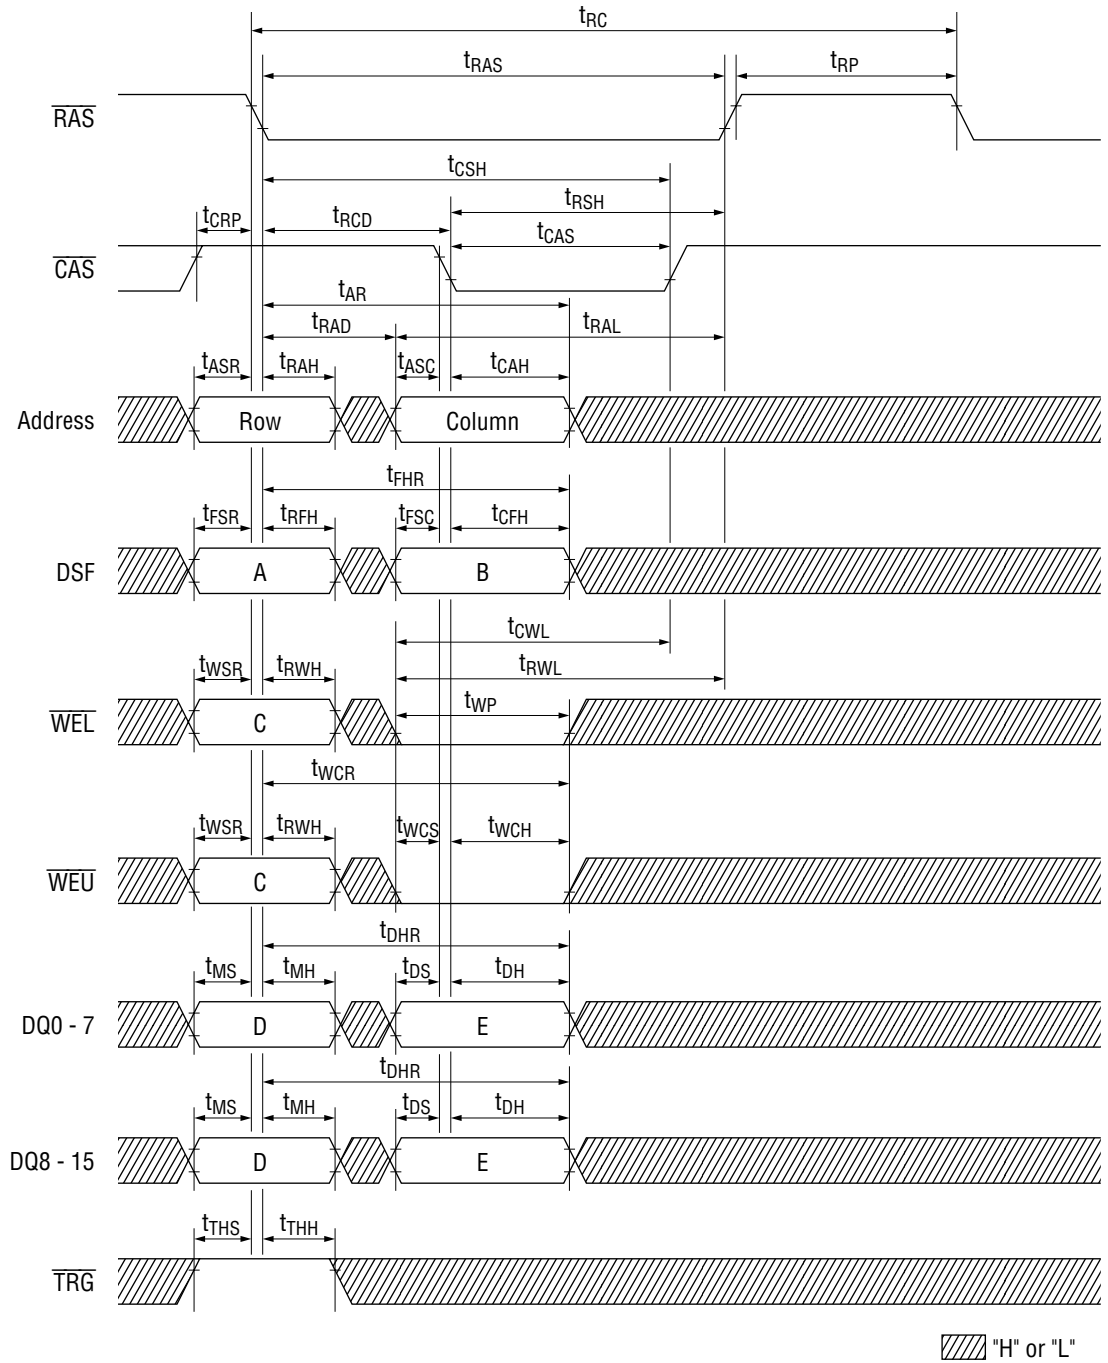 tRC
tRAS tRP
RAS
tCSH
tRSH
tCRP tRCD
tCAS
CAS
tAR
tRAD tRAL
tASR tRAH tASC tCAH
Address Row Column
tFHR
tFSR tRFH tFSC tCFH
DSF A B
tCWL
tRWL
tWSR tRWH
tWP
WEL C
tWCR
tWSR tRWH tWCS tWCH
WEU C
tDHR
tMS tMH tDS tDH
DQ0 - 7 D E
tDHR
tMS tMH tDS tDH
DQ8 - 15 D E
tTHS tTHH
TRG
"H" or "L"